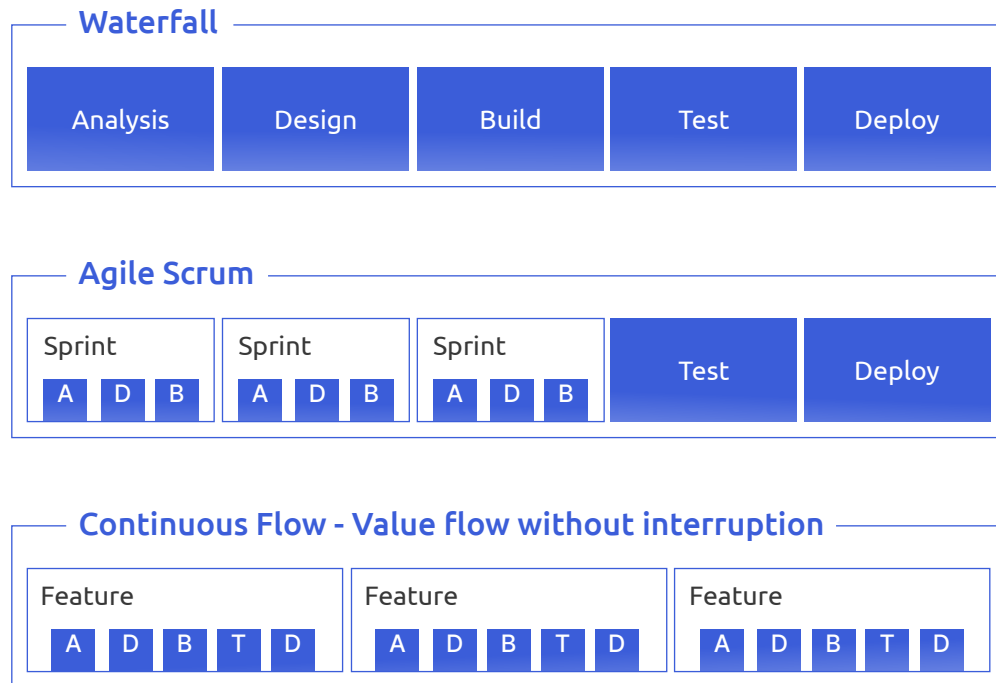 Waterfall
Analysis Design Build Test Deploy
Agile Scrum
Sprint Sprint Sprint
A D B A D B A D B Test Deploy
Continuous Flow - Value flow without interruption
Feature Feature Feature
A D B T D A D B T D A D B T D